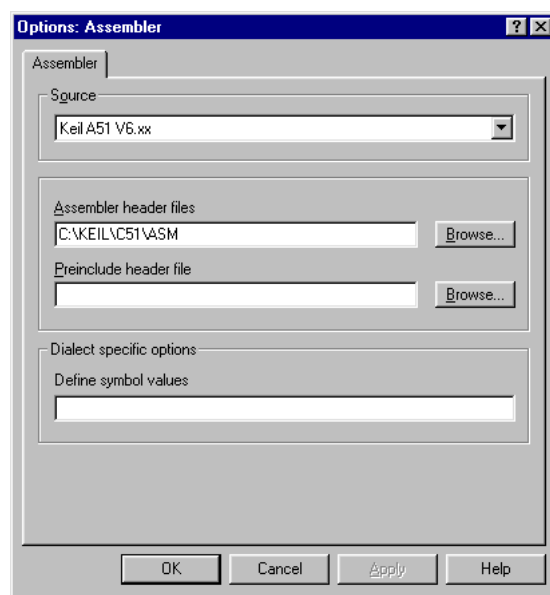 Options: Assembler
Assembler
Source
Keil A51 V6.xx
Assembler header files
C:\KEIL\C51\ASM
Browse...
Preinclude header file
Browse...
Dialect specific options
Define symbol values
OK Cancel Apply Help